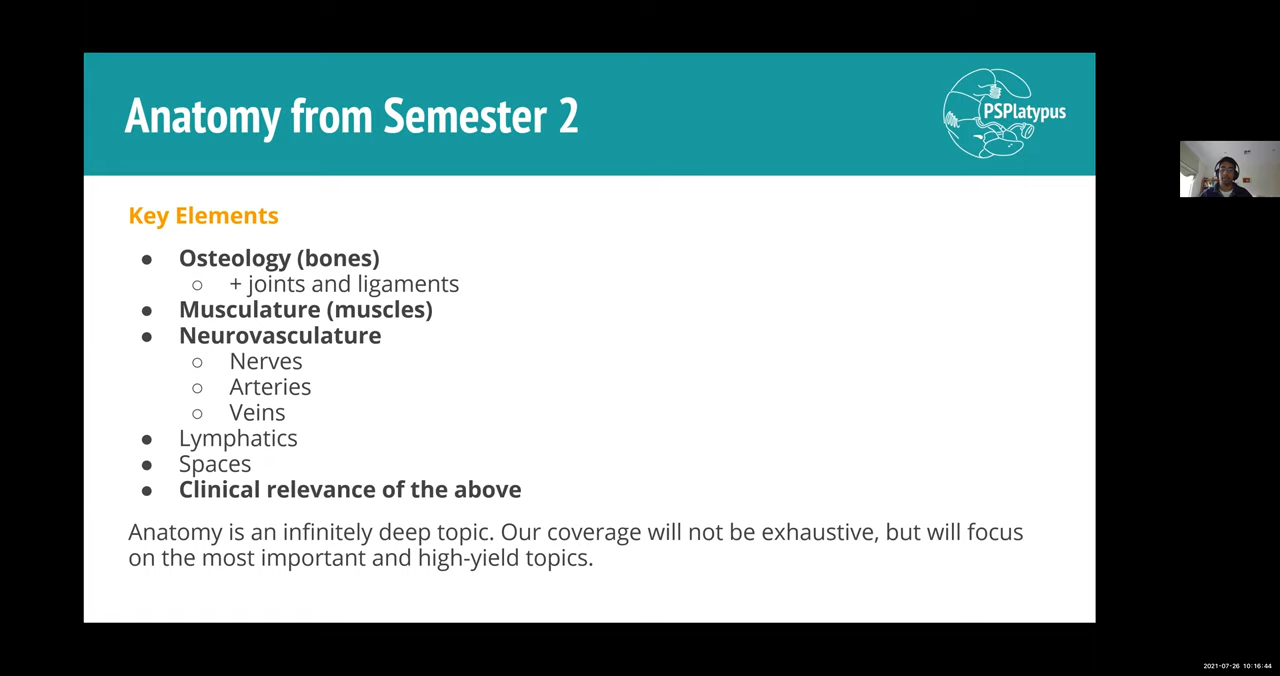 Anatomy from Semester 2
PSPlatypus
Key Elements
● Osteology (bones)
○ + joints and ligaments
● Musculature (muscles)
● Neurovasculature
○ Nerves
○ Arteries
○ Veins
● Lymphatics
● Spaces
● Clinical relevance of the above
Anatomy is an infinitely deep topic. Our coverage will not be exhaustive, but will focus
on the most important and high-yield topics.
2021-07-26 10:16:44